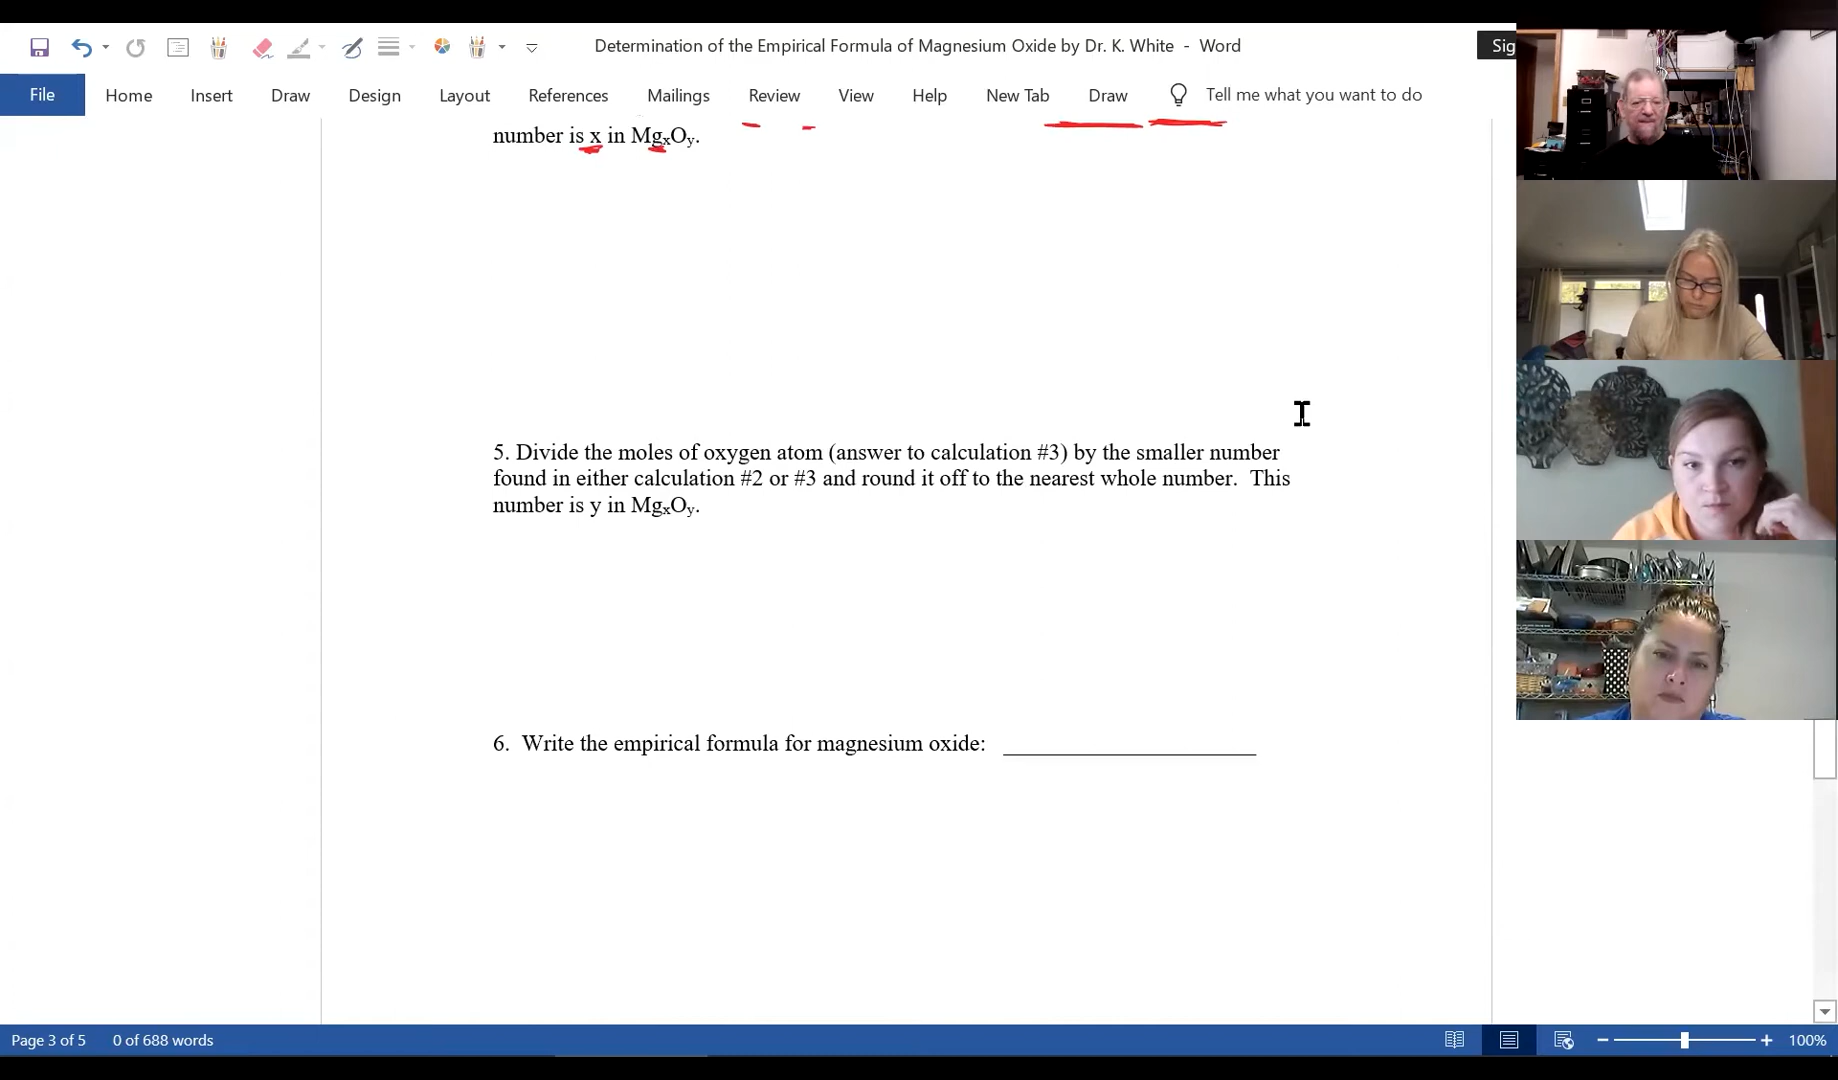 Determination of the Empirical Formula of Magnesium Oxide by Dr. K. White - Word
Sig
File Home Insert Draw Design Layout References Mailings Review View Help New Tab Draw Tell me what you want to do
number is x in MgₓOᵧ.
5. Divide the moles of oxygen atom (answer to calculation #3) by the smaller number
found in either calculation #2 or #3 and round it off to the nearest whole number. This
number is y in MgₓOᵧ.
6. Write the empirical formula for magnesium oxide: ______________________
Page 3 of 5 0 of 688 words 100%